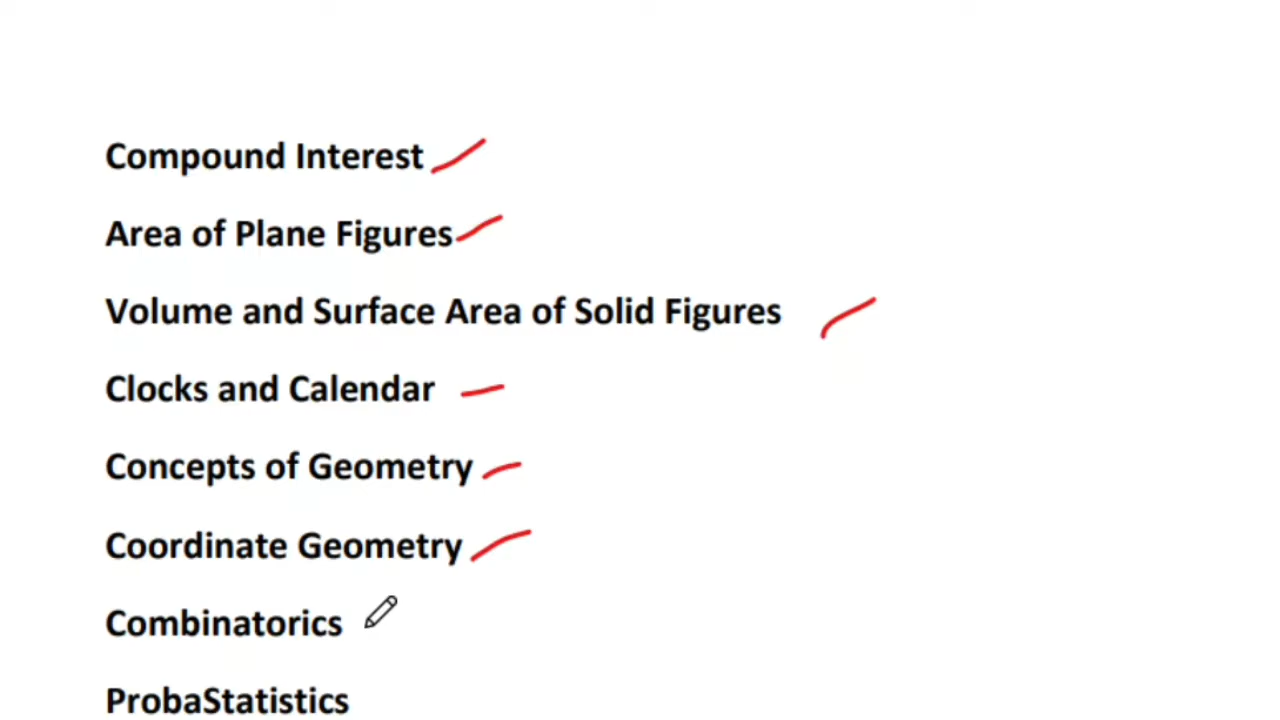 Compound Interest
Area of Plane Figures
Volume and Surface Area of Solid Figures
Clocks and Calendar
Concepts of Geometry
Coordinate Geometry
Combinatorics
ProbaStatistics